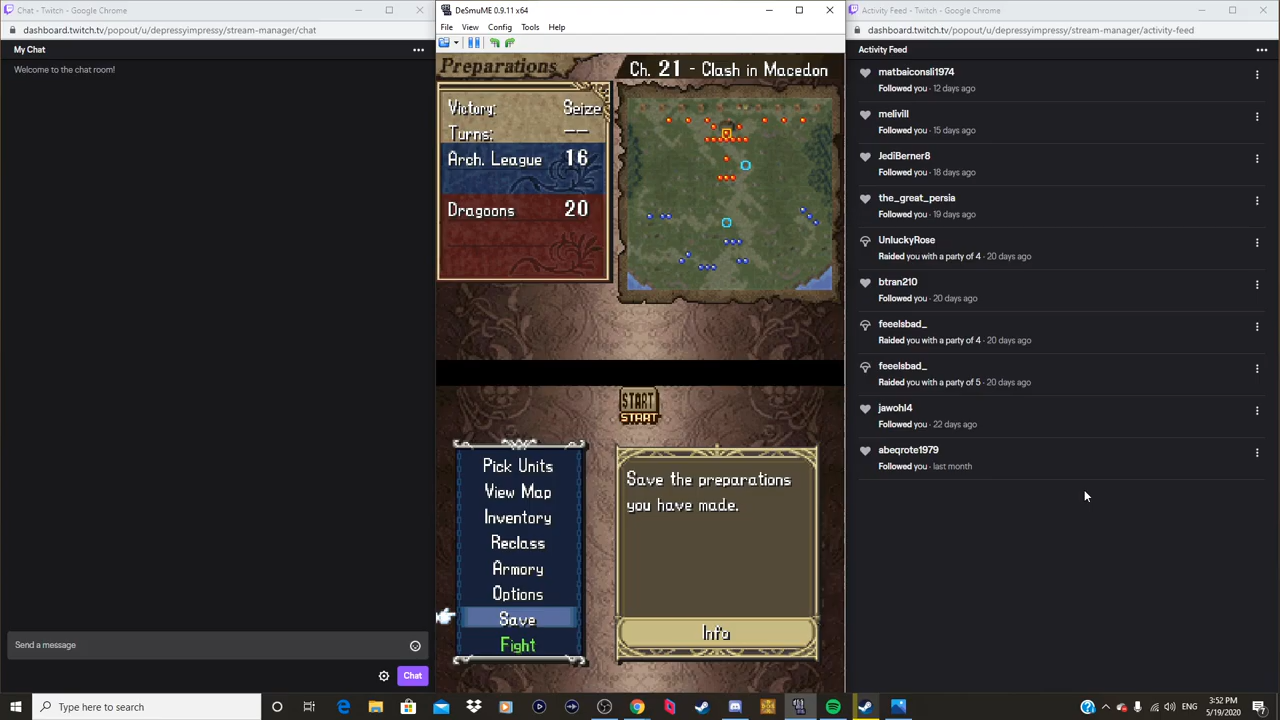 Chat - Twitch - Google Chrome
dashboard.twitch.tv/popout/u/depressyimpressy/stream-manager/chat
My Chat
Welcome to the chat room!
Send a message
Chat
DeSmuME 0.9.11 x64
File View Config Tools Help
Preparations
Ch. 21 - Clash in Macedon
Victory: Seize
Turns: --
Arch. League 16
Dragoons 20
START
START
Pick Units
View Map
Inventory
Reclass
Armory
Options
Save
Fight
Save the preparations
you have made.
Info
Activity Feed - Twitch - Google Chrome
dashboard.twitch.tv/popout/u/depressyimpressy/stream-manager/activity-feed
Activity Feed
matbaiconsli1974
Followed you · 12 days ago
melivill
Followed you · 15 days ago
JediBerner8
Followed you · 18 days ago
the_great_persia
Followed you · 19 days ago
UnluckyRose
Raided you with a party of 4 · 20 days ago
btran210
Followed you · 20 days ago
feeelsbad_
Raided you with a party of 4 · 20 days ago
feeelsbad_
Raided you with a party of 5 · 20 days ago
jawohl4
Followed you · 22 days ago
abeqrote1979
Followed you · last month
Type here to search
3:52 PM
5/19/2020